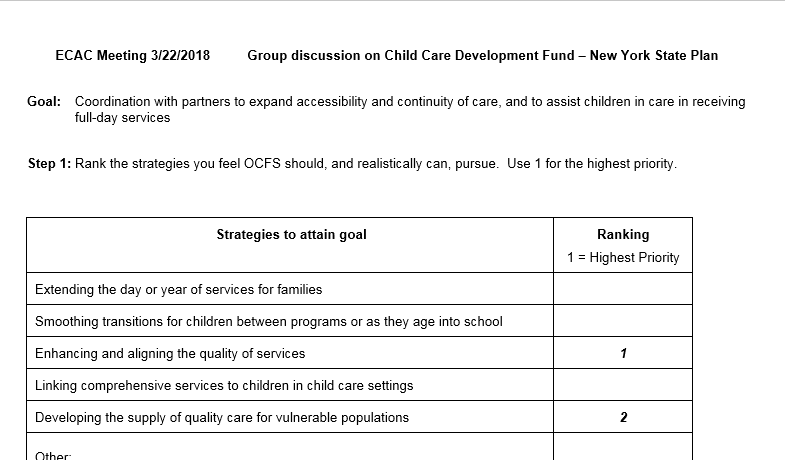 ECAC Meeting 3/22/2018 Group discussion on Child Care Development Fund – New York State Plan
Goal: Coordination with partners to expand accessibility and continuity of care, and to assist children in care in receiving
full-day services
Step 1: Rank the strategies you feel OCFS should, and realistically can, pursue. Use 1 for the highest priority.
Strategies to attain goal Ranking
1 = Highest Priority
Extending the day or year of services for families
Smoothing transitions for children between programs or as they age into school
Enhancing and aligning the quality of services 1
Linking comprehensive services to children in child care settings
Developing the supply of quality care for vulnerable populations 2
Other: